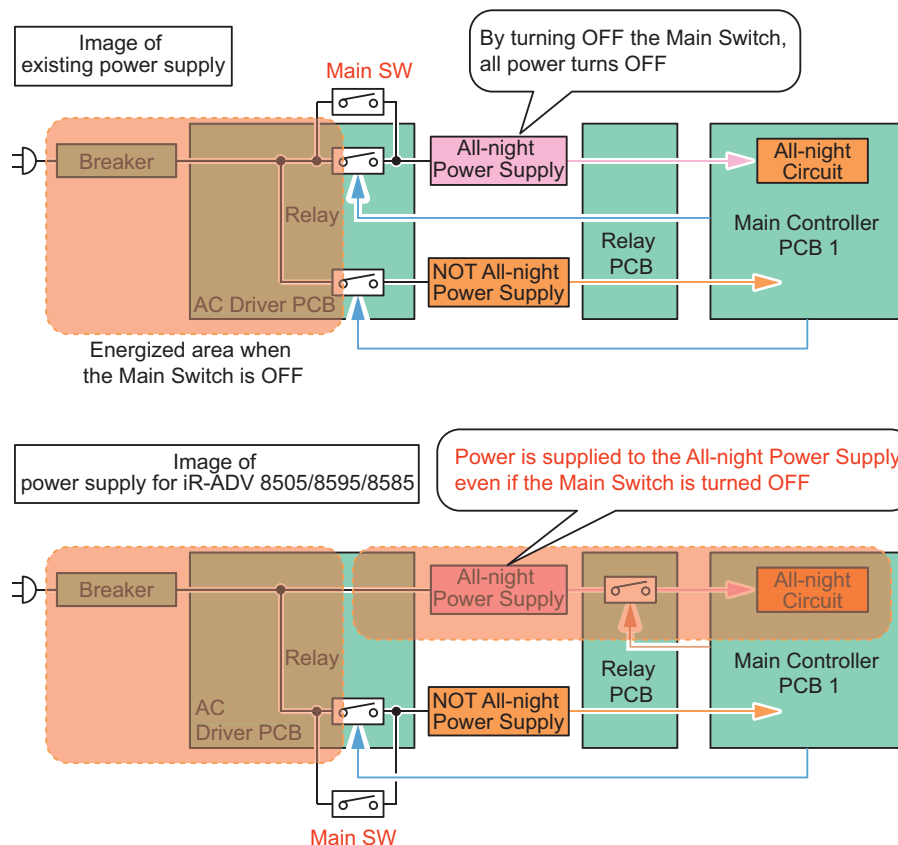 Image of
existing power supply
By turning OFF the Main Switch,
all power turns OFF
Main SW
Breaker
All-night
Power Supply
All-night
Circuit
Relay
Relay
PCB
Main Controller
PCB 1
NOT All-night
Power Supply
AC Driver PCB
Energized area when
the Main Switch is OFF
Image of
power supply for iR-ADV 8505/8595/8585
Power is supplied to the All-night Power Supply
even if the Main Switch is turned OFF
Breaker
All-night
Power Supply
All-night
Circuit
Relay
Relay
PCB
Main Controller
PCB 1
AC
Driver PCB
NOT All-night
Power Supply
Main SW